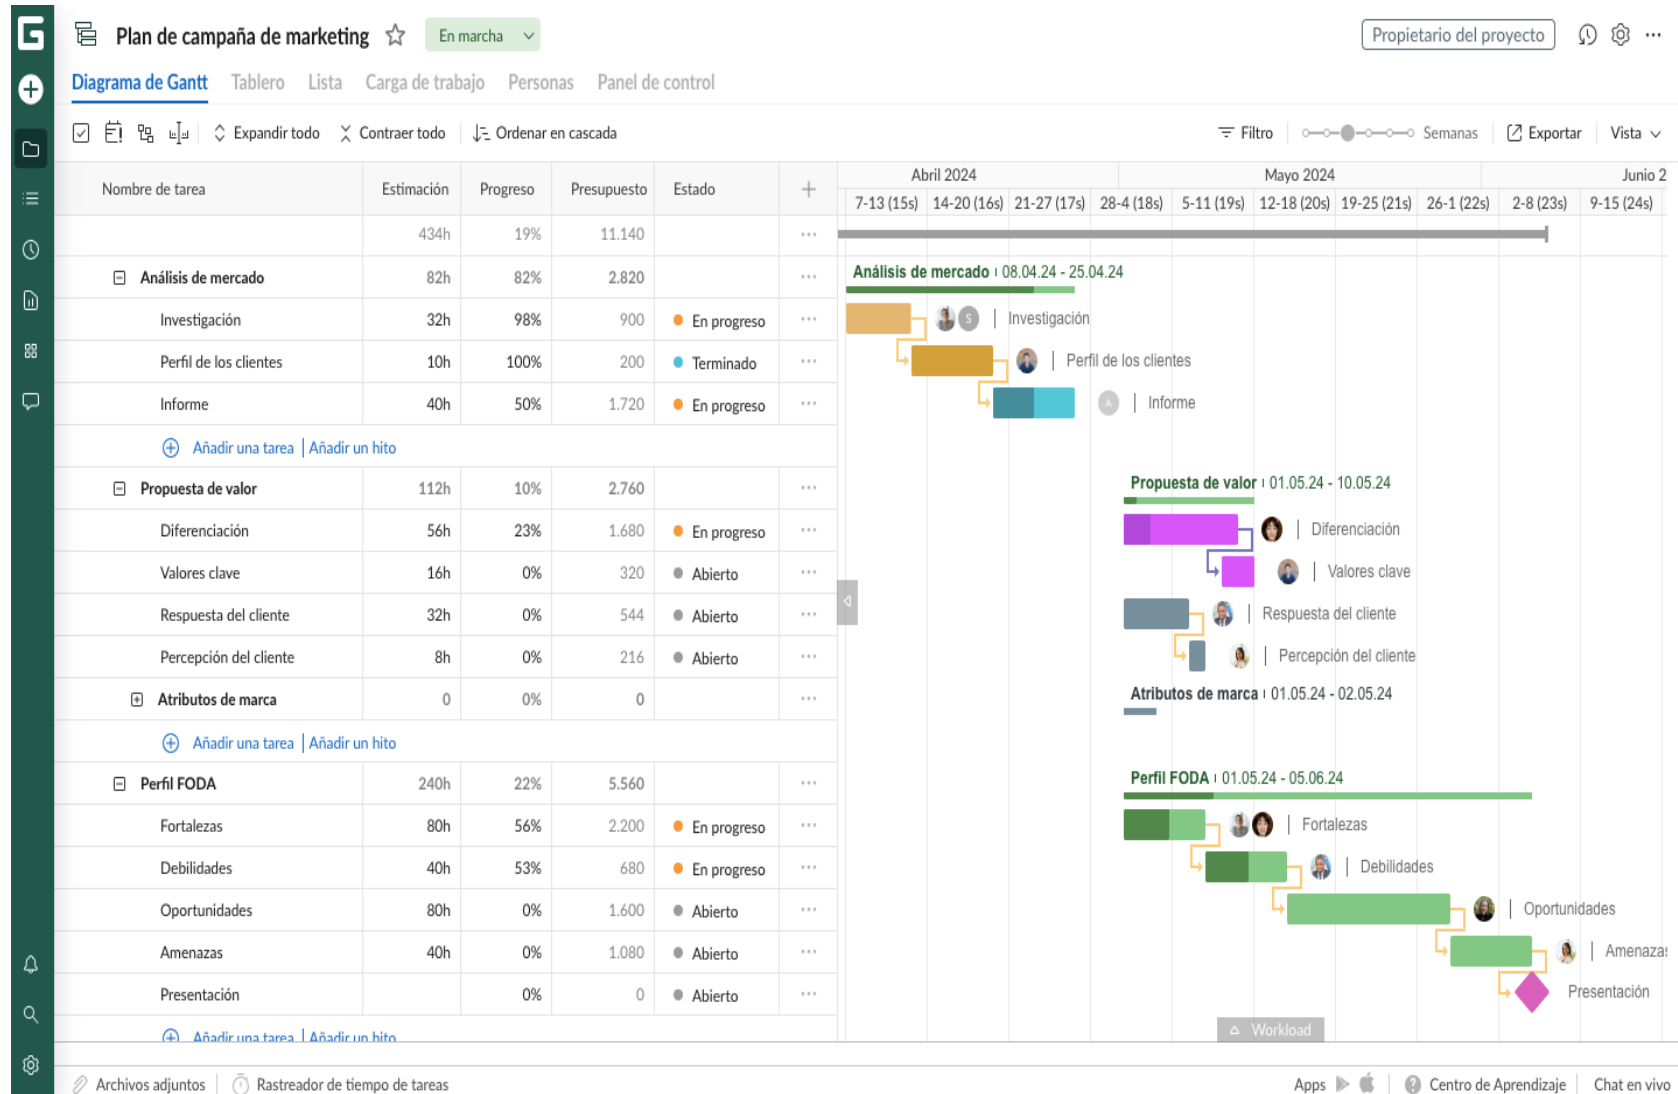 G
Plan de campaña de marketing
En marcha
Propietario del proyecto
Diagrama de Gantt Tablero Lista Carga de trabajo Personas Panel de control
Expandir todo Contraer todo Ordenar en cascada Filtro Semanas Exportar Vista
Nombre de tarea Estimación Progreso Presupuesto Estado
Abril 2024 Mayo 2024 Junio 2
7-13 (15s) 14-20 (16s) 21-27 (17s) 28-4 (18s) 5-11 (19s) 12-18 (20s) 19-25 (21s) 26-1 (22s) 2-8 (23s) 9-15 (24s)
434h 19% 11.140
Análisis de mercado 82h 82% 2.820 Análisis de mercado 08.04.24 - 25.04.24
Investigación 32h 98% 900 En progreso S Investigación
Perfil de los clientes 10h 100% 200 Terminado Perfil de los clientes
Informe 40h 50% 1.720 En progreso A Informe
Añadir una tarea | Añadir un hito
Propuesta de valor 112h 10% 2.760 Propuesta de valor 01.05.24 - 10.05.24
Diferenciación 56h 23% 1.680 En progreso Diferenciación
Valores clave 16h 0% 320 Abierto Valores clave
Respuesta del cliente 32h 0% 544 Abierto Respuesta del cliente
Percepción del cliente 8h 0% 216 Abierto Percepción del cliente
Atributos de marca 0 0% 0 Atributos de marca 01.05.24 - 02.05.24
Añadir una tarea | Añadir un hito
Perfil FODA 240h 22% 5.560 Perfil FODA 01.05.24 - 05.06.24
Fortalezas 80h 56% 2.200 En progreso Fortalezas
Debilidades 40h 53% 680 En progreso Debilidades
Oportunidades 80h 0% 1.600 Abierto Oportunidades
Amenazas 40h 0% 1.080 Abierto Amenazas
Presentación 0% 0 Abierto Presentación
Workload
Añadir una tarea | Añadir un hito
Archivos adjuntos Rastreador de tiempo de tareas Apps Centro de Aprendizaje Chat en vivo